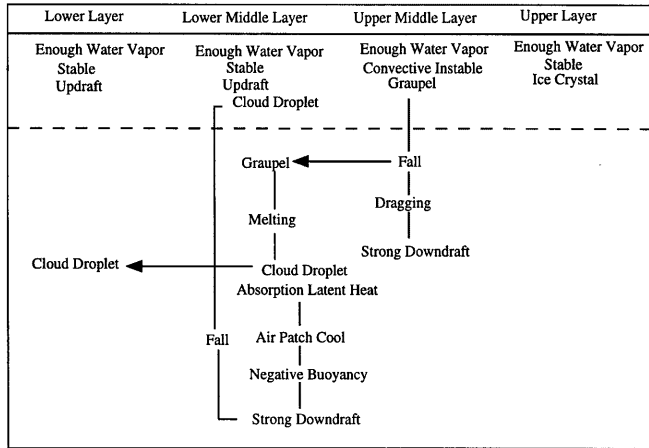 Lower Layer
Lower Middle Layer
Upper Middle Layer
Upper Layer
Enough Water Vapor
Stable
Updraft
Enough Water Vapor
Stable
Updraft
Cloud Droplet
Enough Water Vapor
Convective Instable
Graupel
Enough Water Vapor
Stable
Ice Crystal
Graupel
Fall
Dragging
Melting
Strong Downdraft
Cloud Droplet
Cloud Droplet
Absorption Latent Heat
Fall
Air Patch Cool
Negative Buoyancy
Strong Downdraft